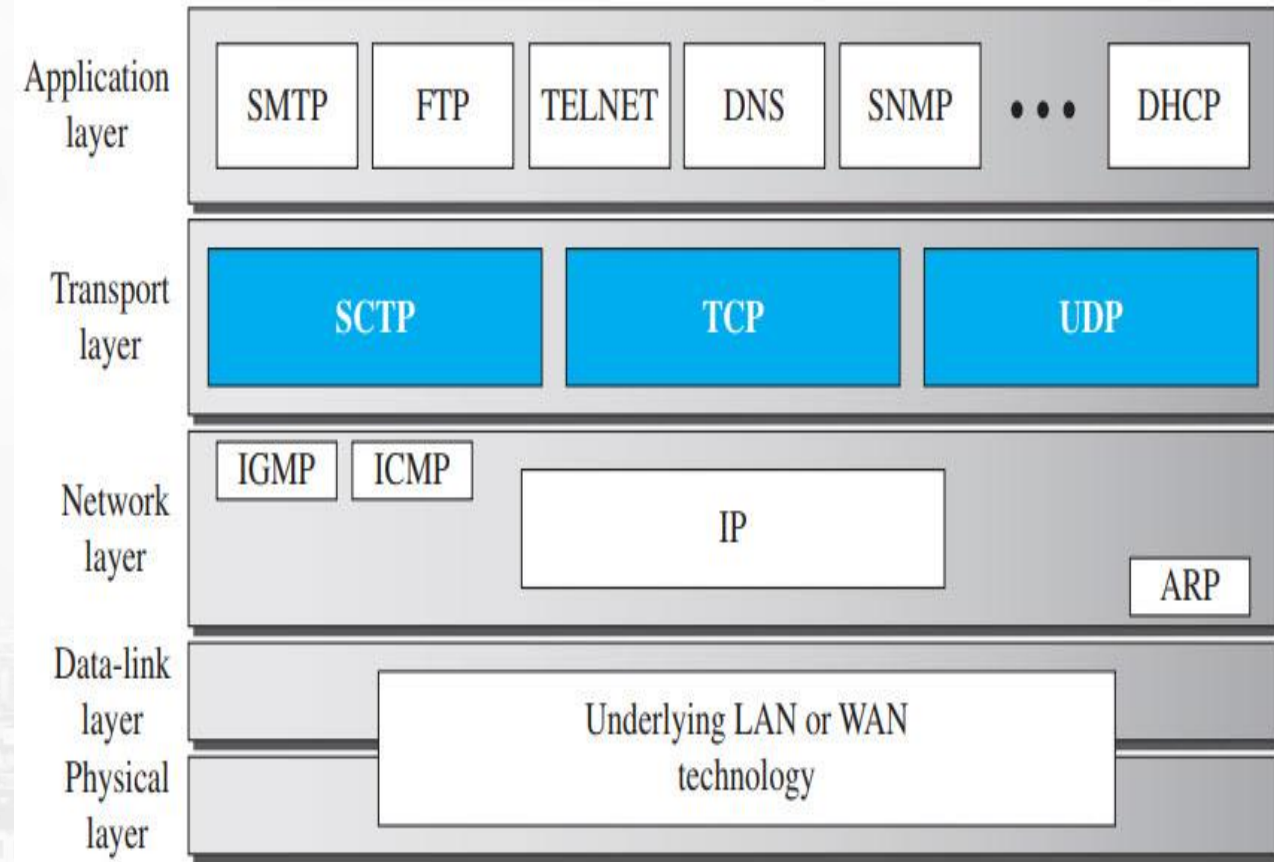 Application
layer
SMTP FTP TELNET DNS SNMP • • • DHCP
Transport
layer
SCTP TCP UDP
Network
layer
IGMP ICMP
IP
ARP
Data-link
layer
Physical
layer
Underlying LAN or WAN
technology